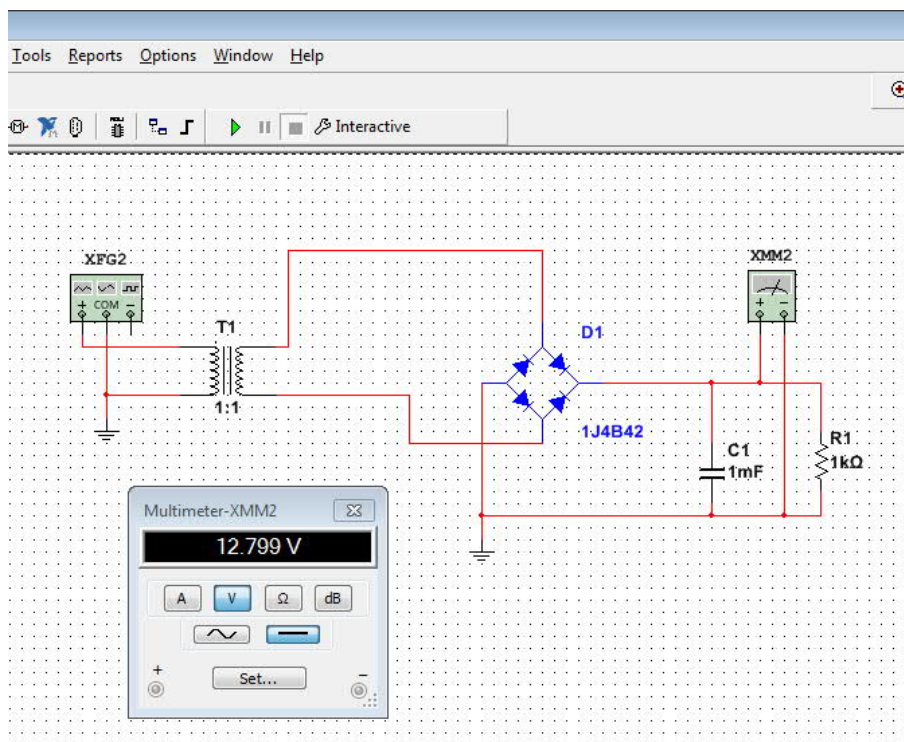 Tools Reports Options Window Help
Interactive
XFG2
+ COM −
T1
1:1
XMM2
+ −
D1
1J4B42
C1
1mF
R1
1kΩ
Multimeter-XMM2
12.799 V
A V Ω dB
Set...
+ −